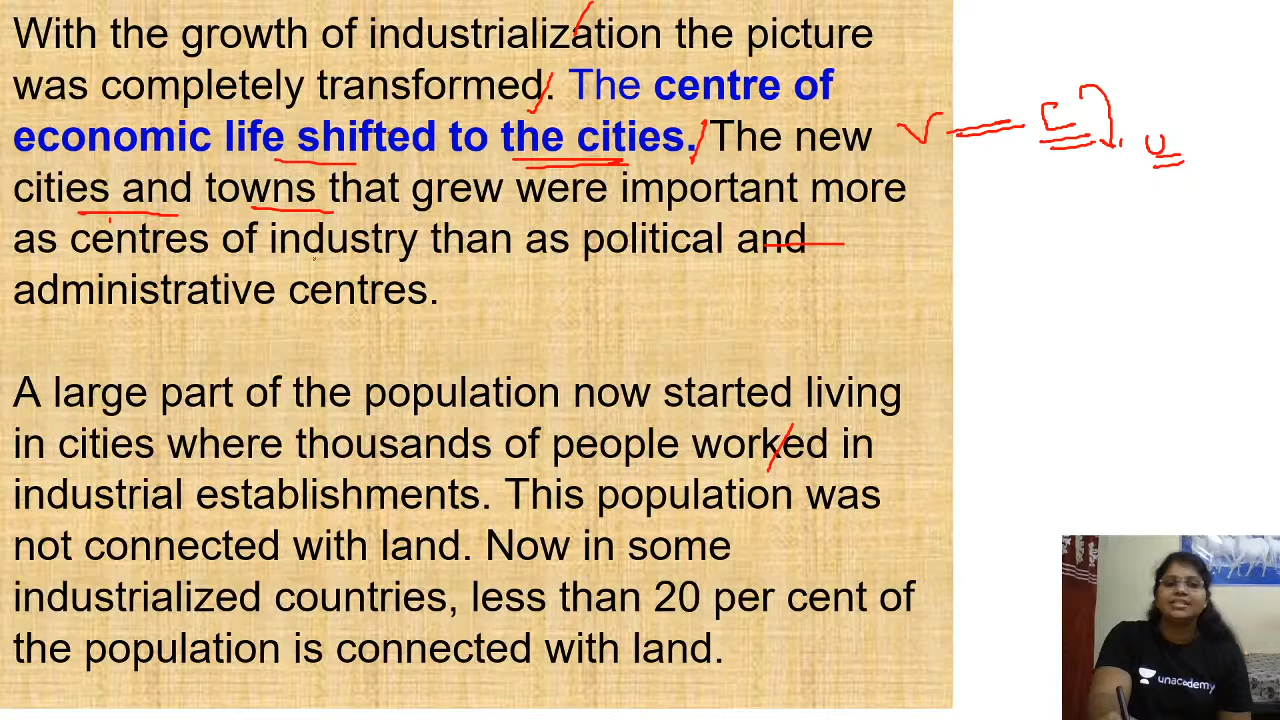 With the growth of industrialization the picture
was completely transformed. The centre of
economic life shifted to the cities. The new
cities and towns that grew were important more
as centres of industry than as political and
administrative centres.
A large part of the population now started living
in cities where thousands of people worked in
industrial establishments. This population was
not connected with land. Now in some
industrialized countries, less than 20 per cent of
the population is connected with land.
unacademy